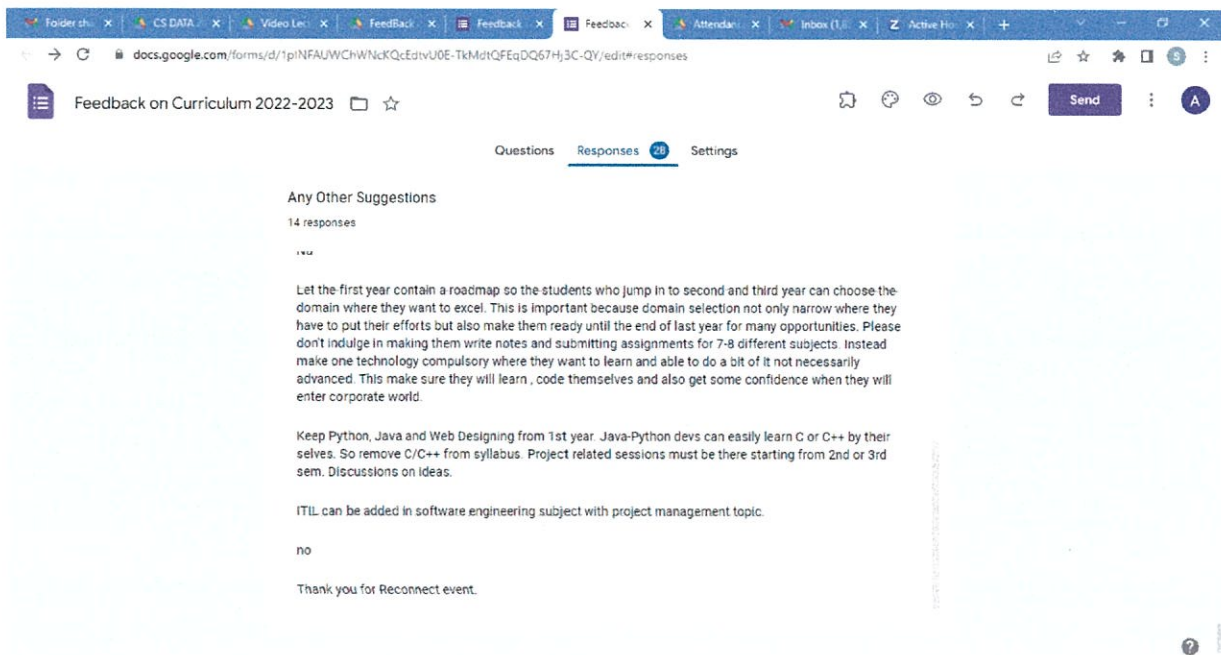 Folder sh
CS DATA
Video Lec
FeedBack
Feedback
Feedbac
Attendan
Inbox (1,
Z Active Ho
docs.google.com/forms/d/
Feedback on Curriculum 2022-2023
Send
A
Questions Responses 28 Settings
Any Other Suggestions
14 responses
Let the first year contain a roadmap so the students who jump in to second and third year can choose the
domain where they want to excel. This is important because domain selection not only narrow where they
have to put their efforts but also make them ready until the end of last year for many opportunities. Please
don't indulge in making them write notes and submitting assignments for 7-8 different subjects. Instead
make one technology compulsory where they want to learn and able to do a bit of it not necessarily
advanced. This make sure they will learn , code themselves and also get some confidence when they will
enter corporate world.
Keep Python, Java and Web Designing from 1st year. Java-Python devs can easily learn C or C++ by their
selves. So remove C/C++ from syllabus. Project related sessions must be there starting from 2nd or 3rd
sem. Discussions on ideas.
ITIL can be added in software engineering subject with project management topic.
no
Thank you for Reconnect event.